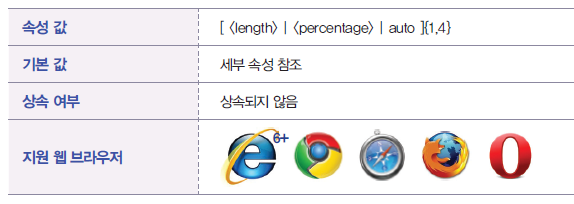 속성 값 [ <length> | <percentage> | auto ]{1,4}
기본 값 세부 속성 참조
상속 여부 상속되지 않음
지원 웹 브라우저 6+